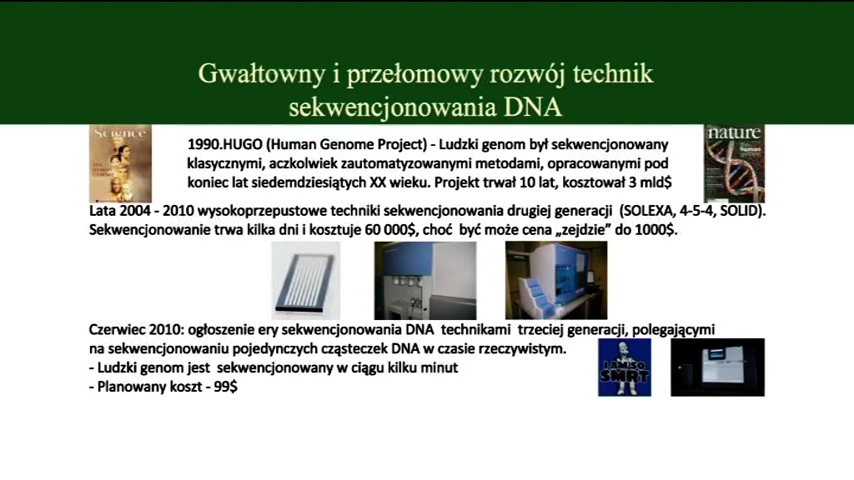 Gwałtowny i przełomowy rozwój technik
sekwencjonowania DNA
Science
nature
1990.HUGO (Human Genome Project) - Ludzki genom był sekwencjonowany
klasycznymi, aczkolwiek zautomatyzowanymi metodami, opracowanymi pod
koniec lat siedemdziesiątych XX wieku. Projekt trwał 10 lat, kosztował 3 mld$
Lata 2004 - 2010 wysokoprzepustowe techniki sekwencjonowania drugiej generacji (SOLEXA, 4-5-4, SOLID).
Sekwencjonowanie trwa kilka dni i kosztuje 60 000$, choć być może cena „zejdzie” do 1000$.
Czerwiec 2010: ogłoszenie ery sekwencjonowania DNA technikami trzeciej generacji, polegającymi
na sekwencjonowaniu pojedynczych cząsteczek DNA w czasie rzeczywistym.
- Ludzki genom jest sekwencjonowany w ciągu kilku minut
- Planowany koszt - 99$
I AM SO
SMRT